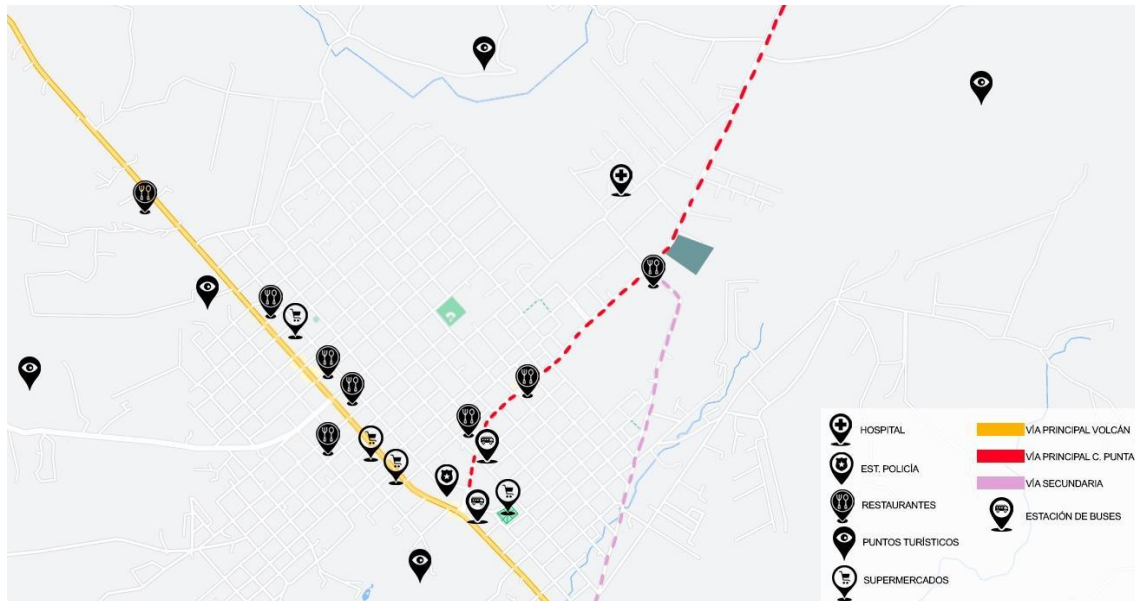 HOSPITAL
EST. POLICÍA
RESTAURANTES
PUNTOS TURÍSTICOS
SUPERMERCADOS
VÍA PRINCIPAL VOLCÁN
VÍA PRINCIPAL C. PUNTA
VÍA SECUNDARIA
ESTACIÓN DE BUSES